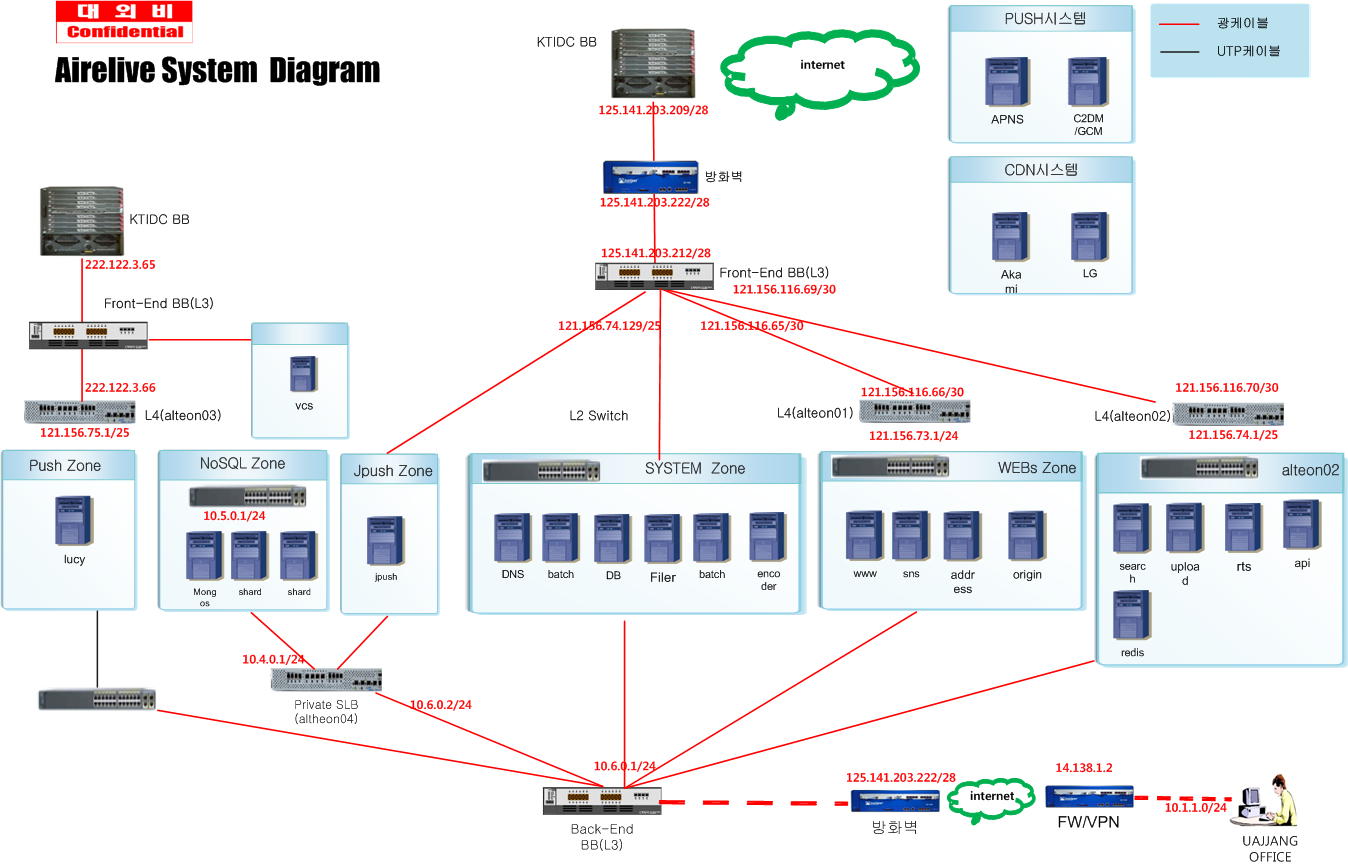 대 외 비
Confidential
Airelive System Diagram
KTIDC BB
internet
125.141.203.209/28
방화벽
125.141.203.222/28
125.141.203.212/28
Front-End BB(L3)
121.156.116.69/30
PUSH시스템
APNS
C2DM
/GCM
광케이블
UTP케이블
CDN시스템
Aka
mi
LG
KTIDC BB
222.122.3.65
Front-End BB(L3)
vcs
222.122.3.66
L4(alteon03)
121.156.75.1/25
121.156.74.129/25
121.156.116.65/30
L2 Switch
121.156.116.66/30
L4(alteon01)
121.156.73.1/24
121.156.116.70/30
L4(alteon02)
121.156.74.1/25
Push Zone
lucy
NoSQL Zone
10.5.0.1/24
Mong
os
shard
shard
Jpush Zone
jpush
SYSTEM Zone
DNS
batch
DB
Filer
batch
enco
der
WEBs Zone
www
sns
addr
ess
origin
alteon02
searc
h
uploa
d
rts
api
redis
10.4.0.1/24
Private SLB
(altheon04)
10.6.0.2/24
10.6.0.1/24
Back-End
BB(L3)
125.141.203.222/28
방화벽
internet
14.138.1.2
FW/VPN
10.1.1.0/24
UAJJANG
OFFICE